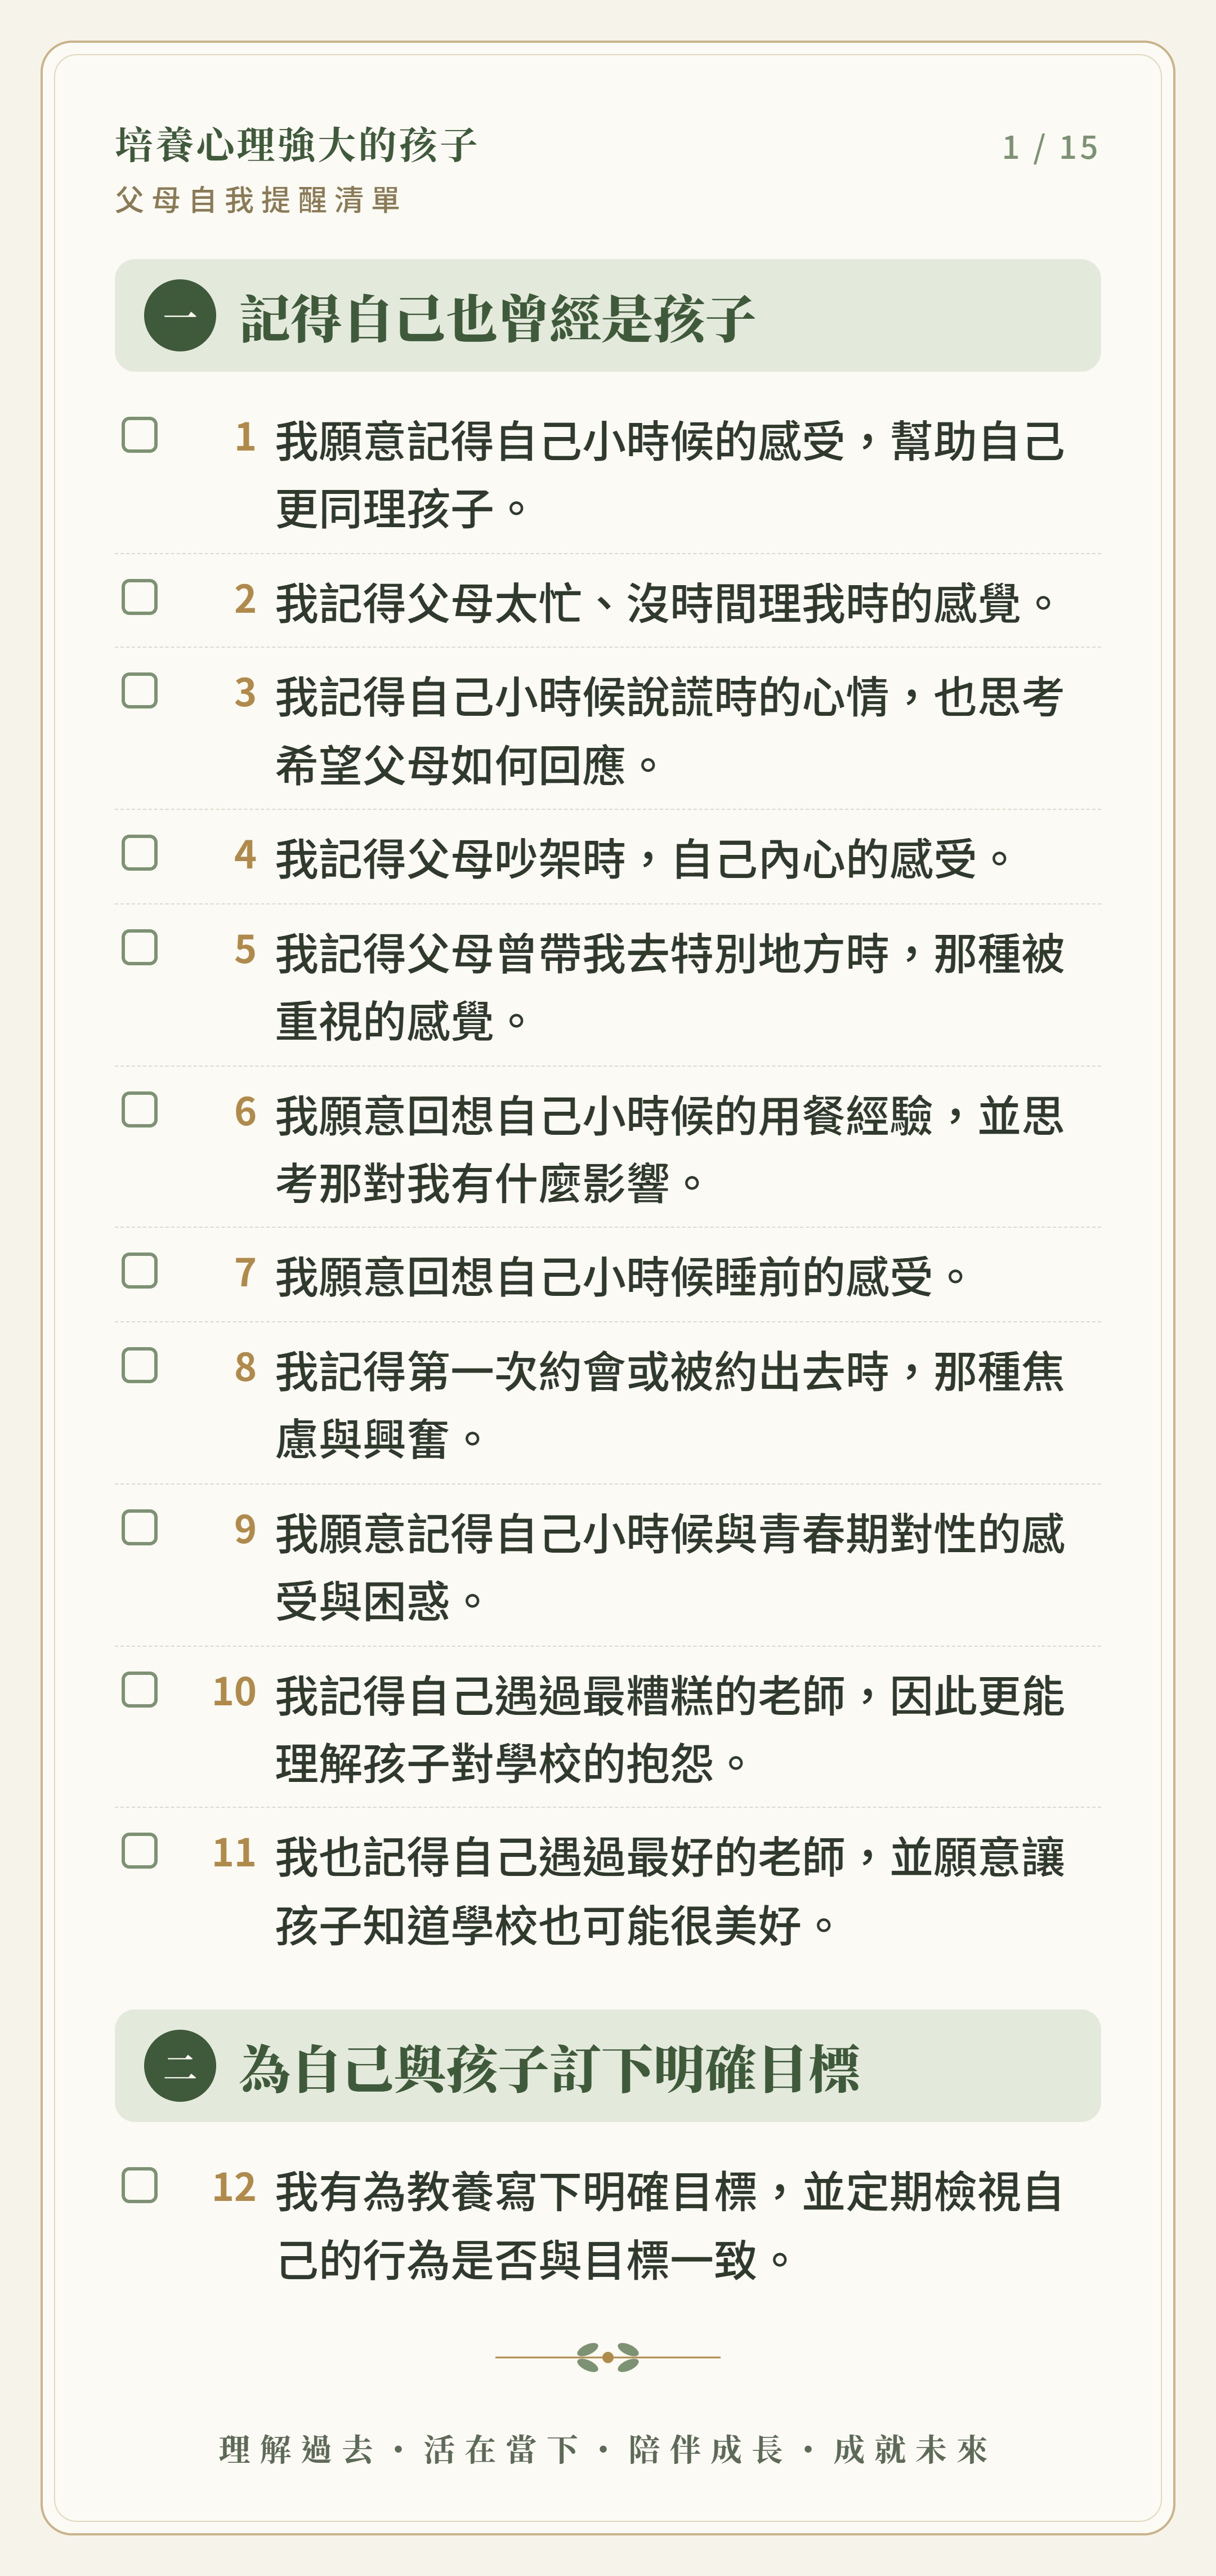 培養心理強大的孩子
1 / 15
父母自我提醒清單
一 記得自己也曾經是孩子
1 我願意記得自己小時候的感受，幫助自己
更同理孩子。
2 我記得父母太忙、沒時間理我時的感覺。
3 我記得自己小時候說謊時的心情，也思考
希望父母如何回應。
4 我記得父母吵架時，自己內心的感受。
5 我記得父母曾帶我去特別地方時，那種被
重視的感覺。
6 我願意回想自己小時候的用餐經驗，並思
考那對我有什麼影響。
7 我願意回想自己小時候睡前的感受。
8 我記得第一次約會或被約出去時，那種焦
慮與興奮。
9 我願意記得自己小時候與青春期對性的感
受與困惑。
10 我記得自己遇過最糟糕的老師，因此更能
理解孩子對學校的抱怨。
11 我也記得自己遇過最好的老師，並願意讓
孩子知道學校也可能很美好。
二 為自己與孩子訂下明確目標
12 我有為教養寫下明確目標，並定期檢視自
己的行為是否與目標一致。
理解過去・活在當下・陪伴成長・成就未來